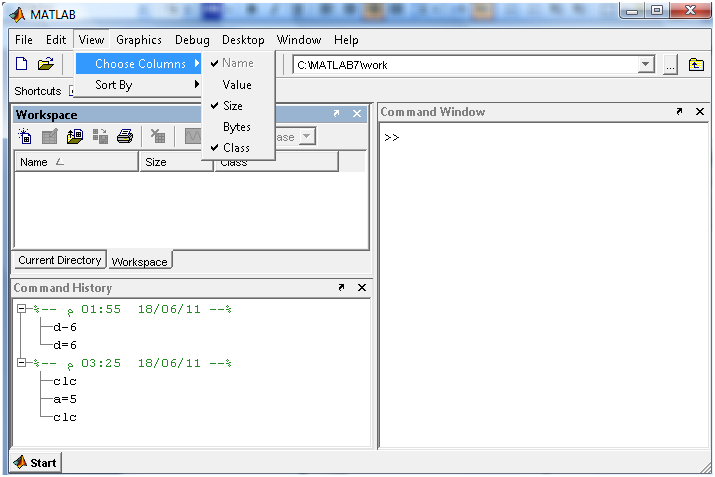 MATLAB
File Edit View Graphics Debug Desktop Window Help
Choose Columns
Sort By
Name
Value
Size
Bytes
Class
C:\MATLAB7\work
...
Shortcuts
Workspace
ase
Name Size Class
Current Directory Workspace
Command History
%-- م 01:55 18/06/11 --%
d-6
d=6
%-- م 03:25 18/06/11 --%
clc
a=5
clc
Command Window
>>
Start